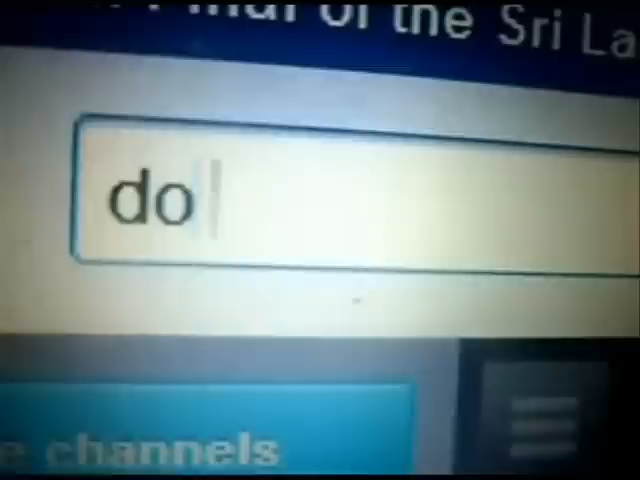 of the Sri La
do
channels